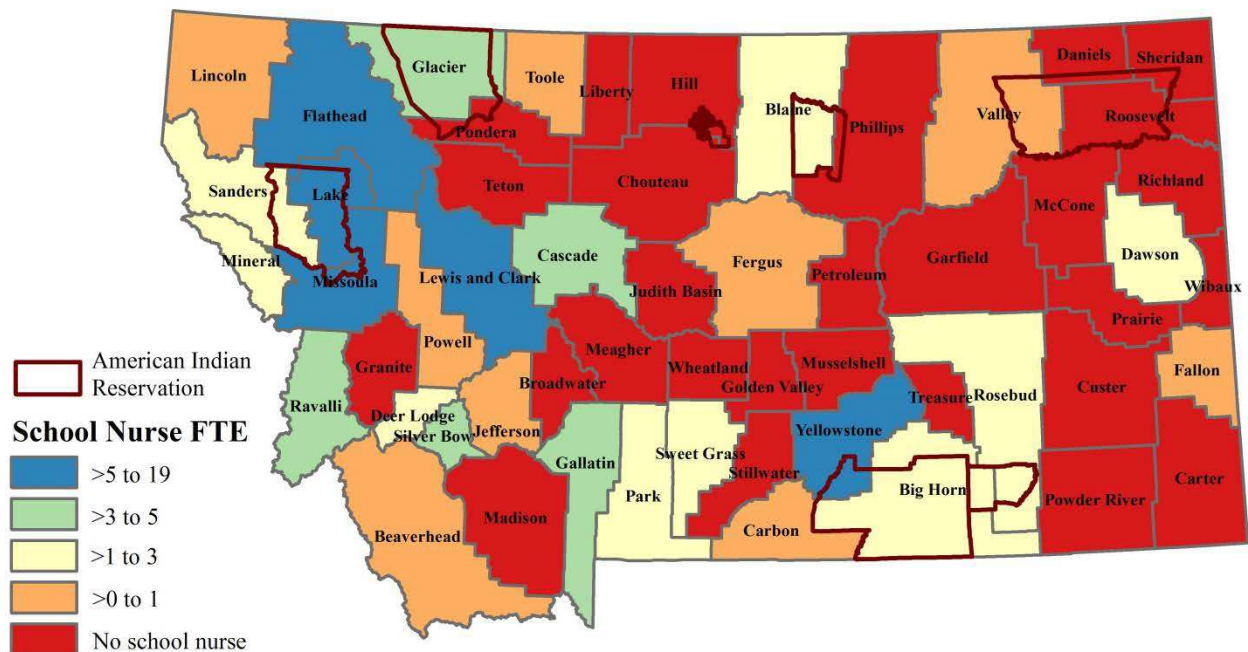 Lincoln
Flathead
Glacier
Toole
Liberty
Hill
Blaine
Phillips
Valley
Daniels
Sheridan
Roosevelt
Pondera
Teton
Chouteau
Sanders
Lake
Richland
McCone
Mineral
Missoula
Lewis and Clark
Cascade
Judith Basin
Fergus
Petroleum
Garfield
Dawson
Wibaux
Prairie
Powell
Granite
Meagher
Wheatland
Golden Valley
Musselshell
Broadwater
Treasure
Rosebud
Custer
Fallon
Ravalli
Deer Lodge
Silver Bow
Jefferson
Gallatin
Park
Sweet Grass
Stillwater
Yellowstone
Big Horn
Powder River
Carter
Beaverhead
Madison
Carbon
American Indian
Reservation
School Nurse FTE
>5 to 19
>3 to 5
>1 to 3
>0 to 1
No school nurse